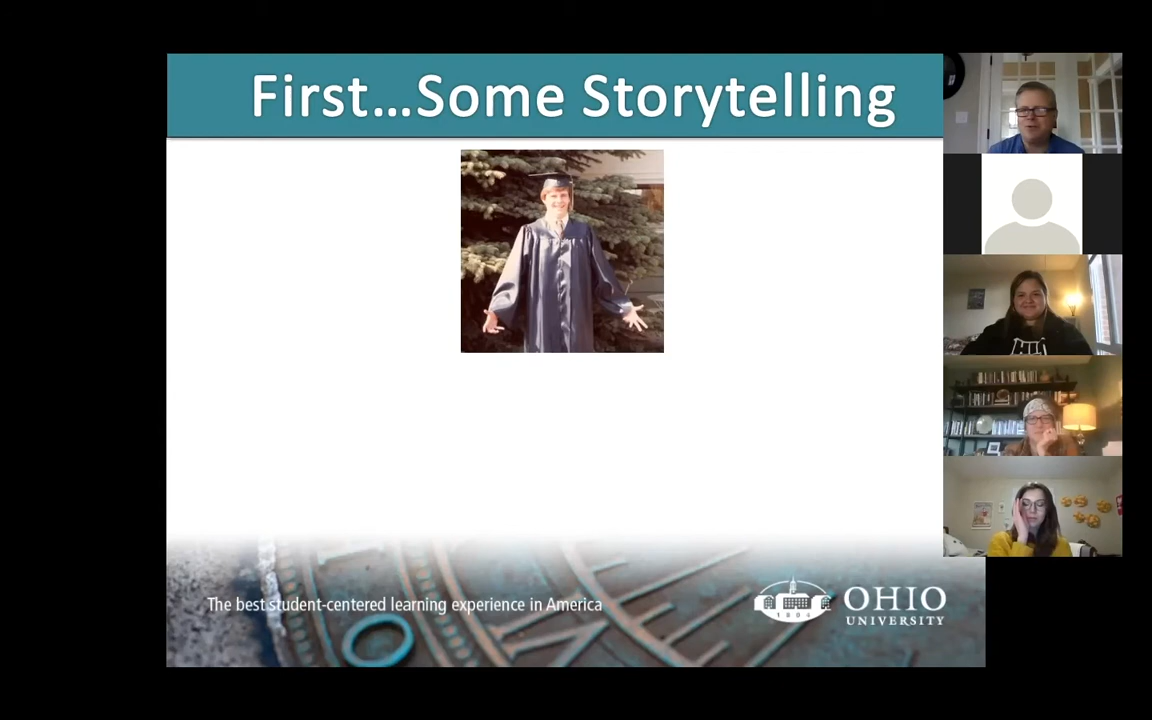 First...Some Storytelling
The best student-centered learning experience in America
1804
OHIO
UNIVERSITY